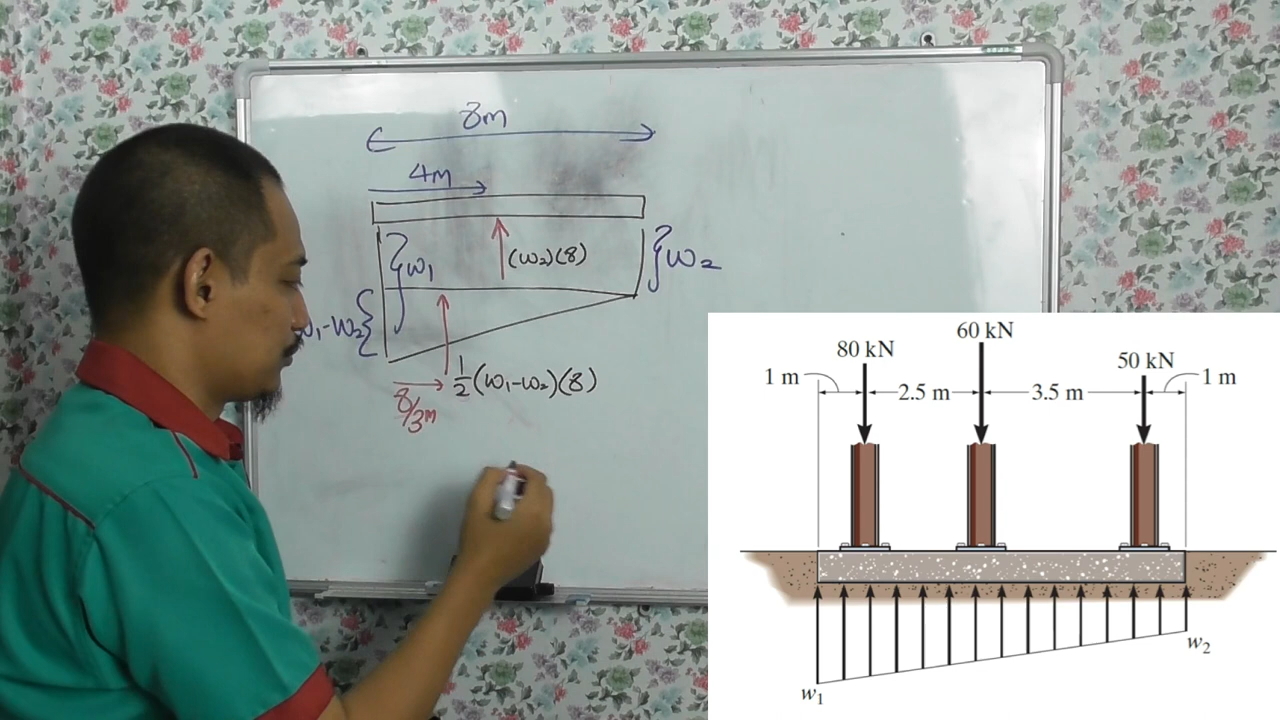 8m
4m
}w₁
(w₂)(8)
}w₂
w₁-w₂{
1/2(w₁-w₂)(8)
8/3m
60 kN
80 kN
50 kN
1 m
2.5 m
3.5 m
1 m
w₂
w₁